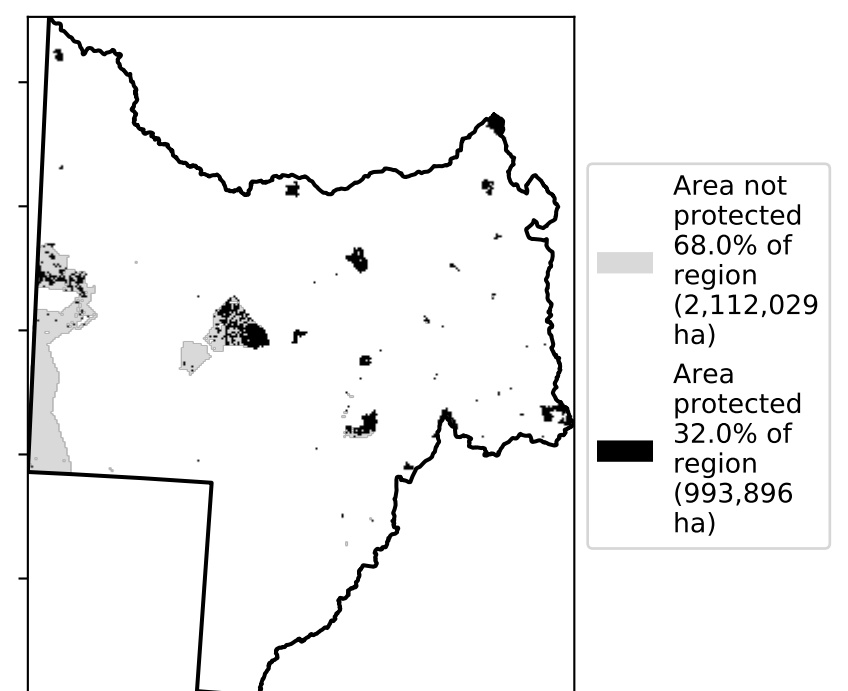 Area not
protected
68.0% of
region
(2,112,029
ha)
Area
protected
32.0% of
region
(993,896
ha)